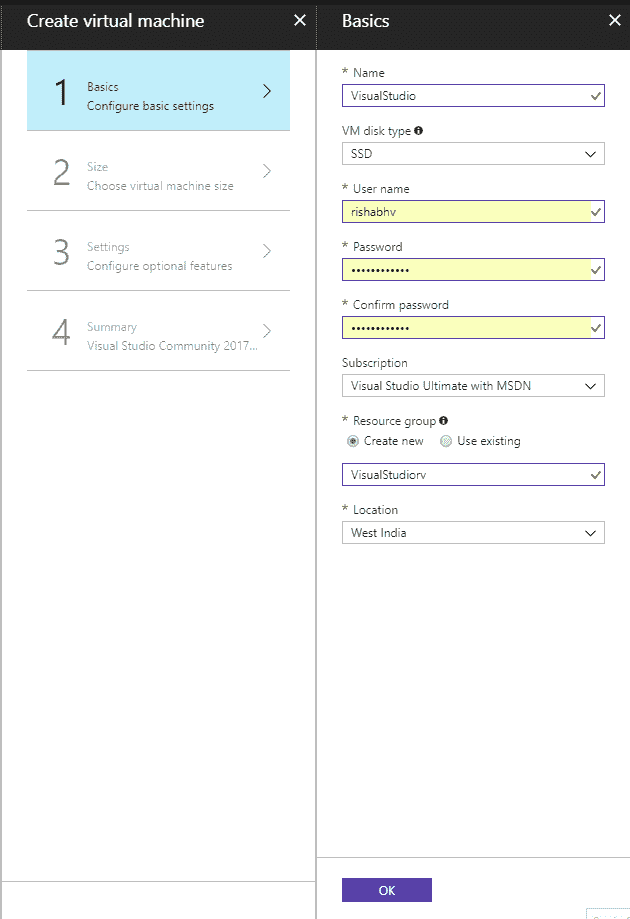 Create virtual machine
1
Basics
Configure basic settings
2
Size
Choose virtual machine size
3
Settings
Configure optional features
4
Summary
Visual Studio Community 2017...
Basics
* Name
VisualStudio
VM disk type
SSD
* User name
rishabhv
* Password
••••••••••••
* Confirm password
••••••••••••
Subscription
Visual Studio Ultimate with MSDN
* Resource group
Create new Use existing
VisualStudiorv
* Location
West India
OK